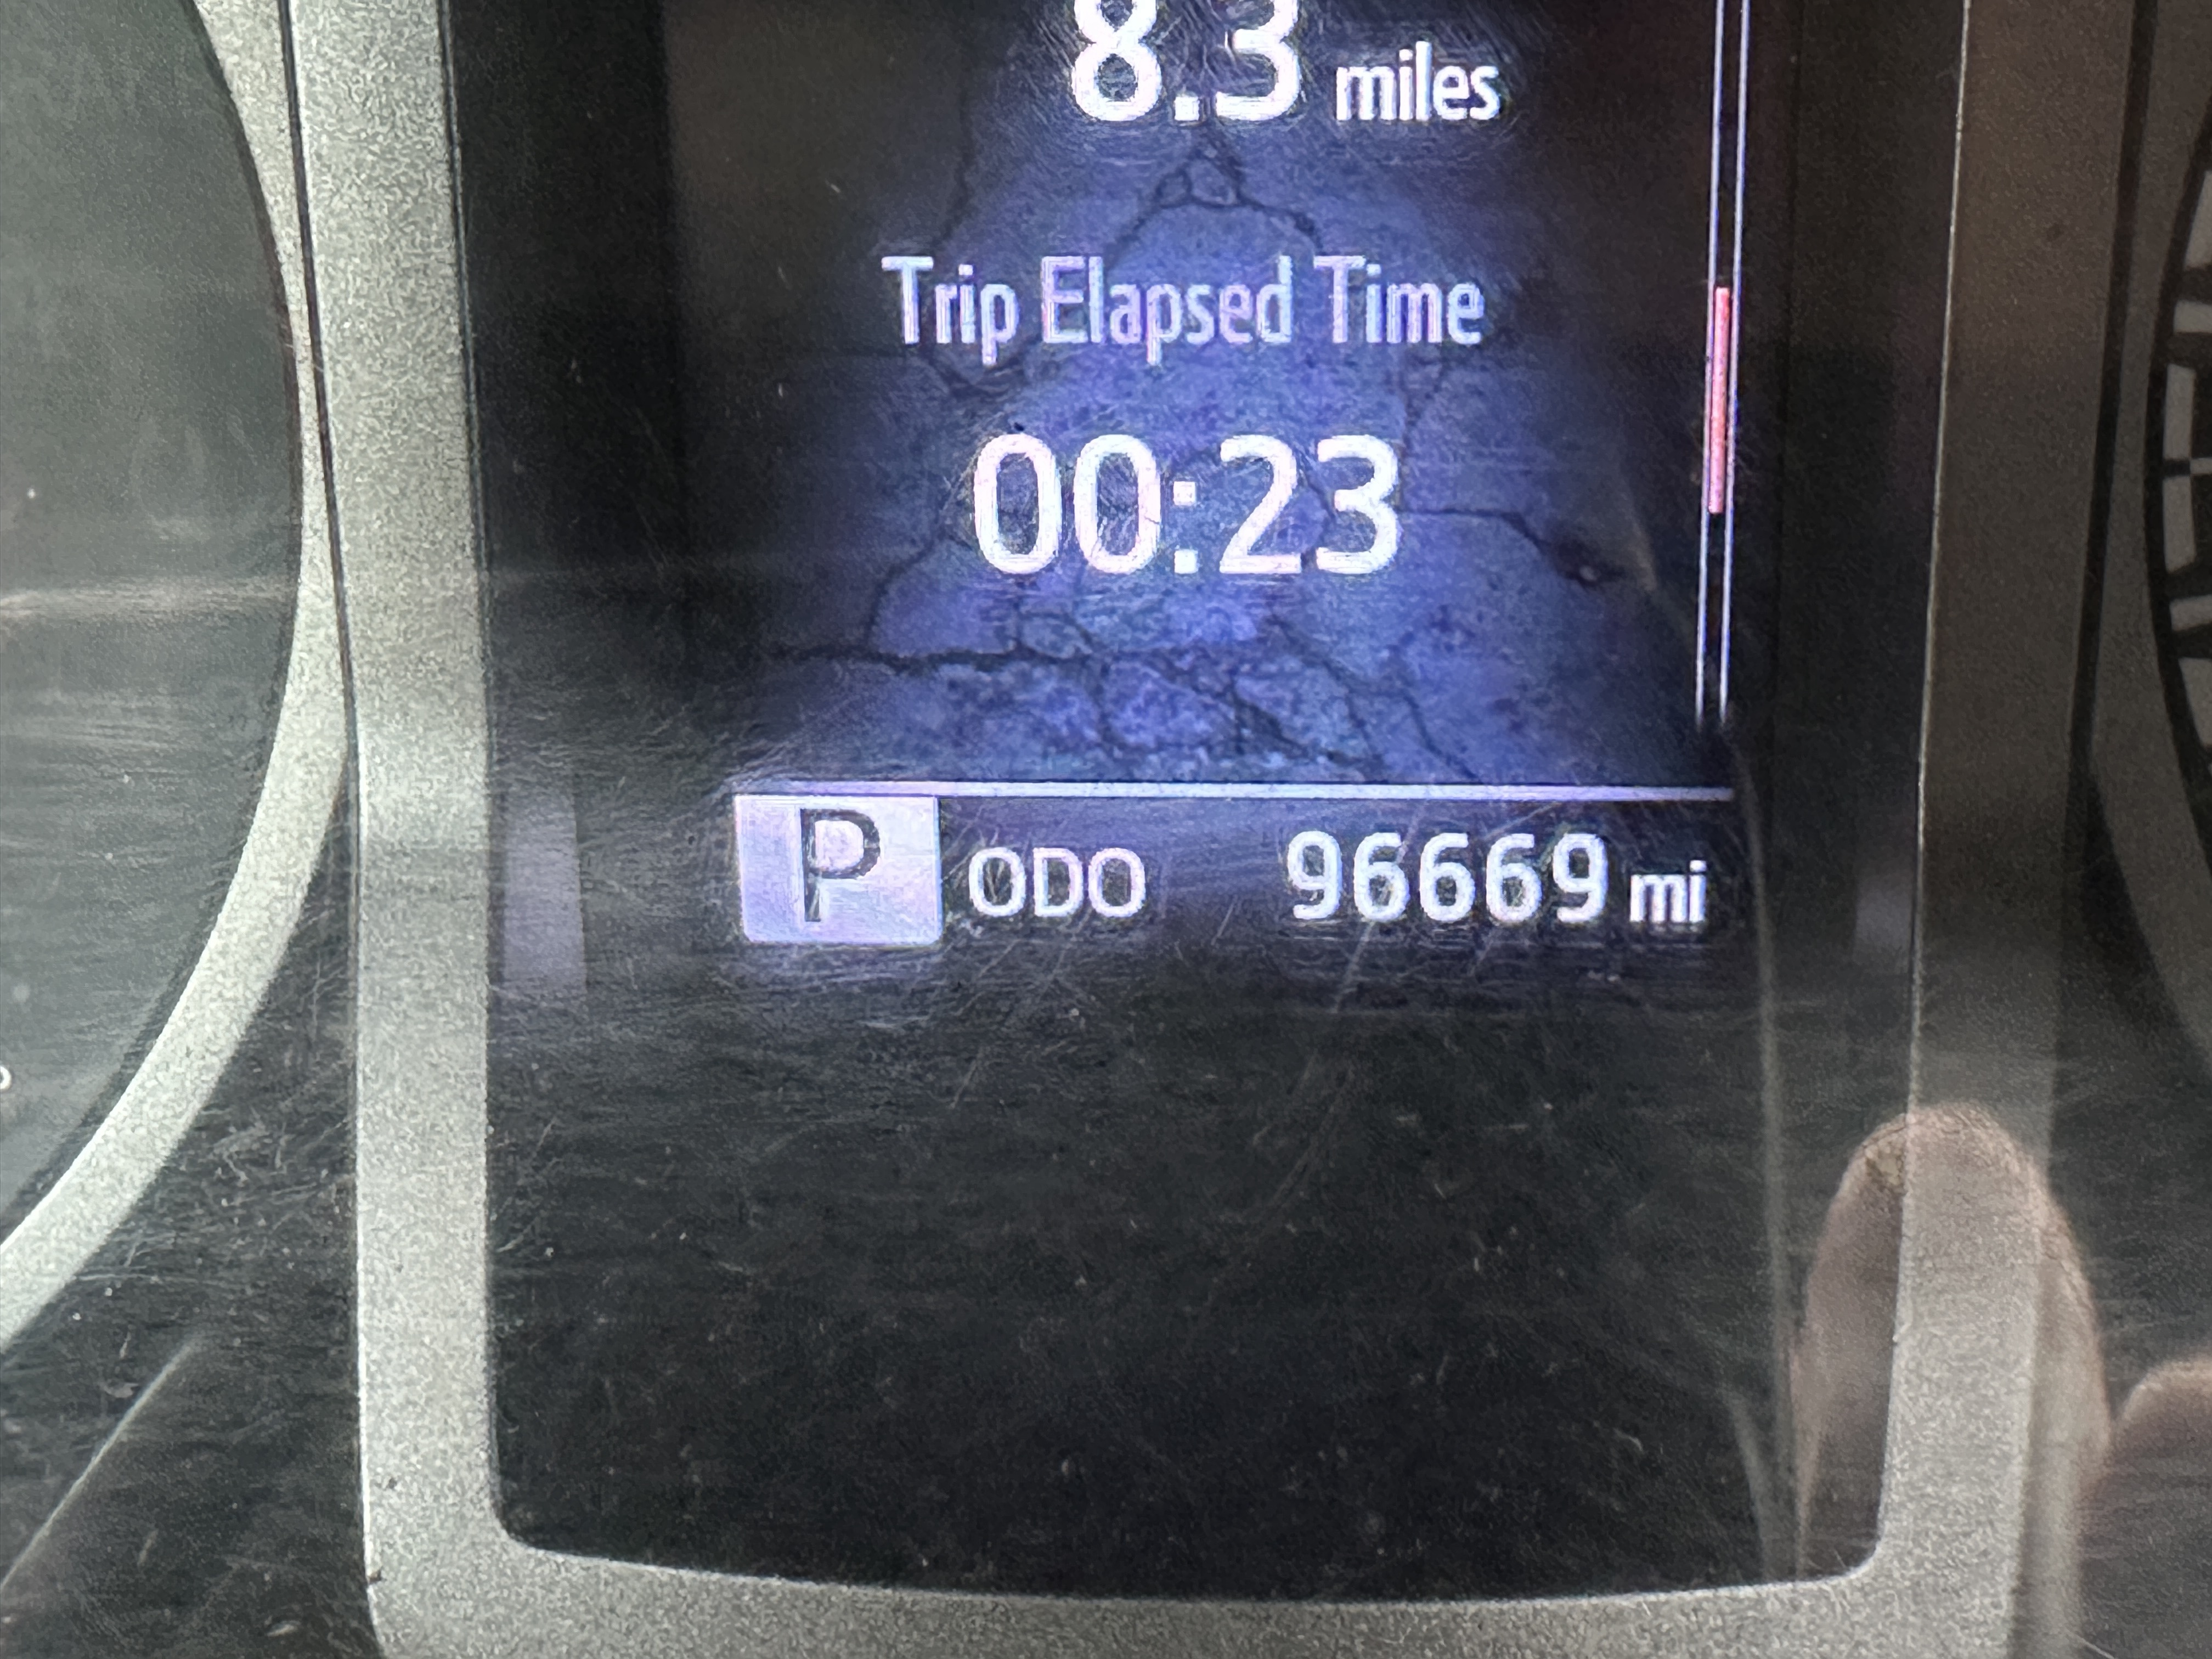 8.3 miles
Trip Elapsed Time
00:23
P ODO 96669 mi